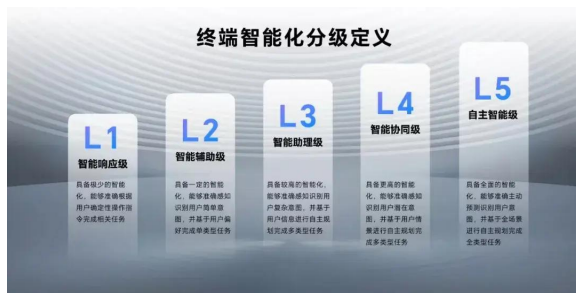 终端智能化分级定义
L1
智能响应级
具备极少的智能
化，能够准确根据
用户确定性操作指
令完成相关任务
L2
智能辅助级
具备一定的智能
化，能够准确感知
识别用户简单意
图，并基于用户偏
好完成单类型任务
L3
智能助理级
具备较高的智能化，
能够准确感知识别用
户复杂意图，并基于
用户信息进行自主规
划完成多类型任务
L4
智能协同级
具备更高的智能
化，能够准确感知
识别用户潜在意
图，并基于用户情
景进行自主规划完
成多类型任务
L5
自主智能级
具备全面的智能
化，能够准确主动
预测识别用户意
图，并基于全场景
进行自主规划完成
全类型任务